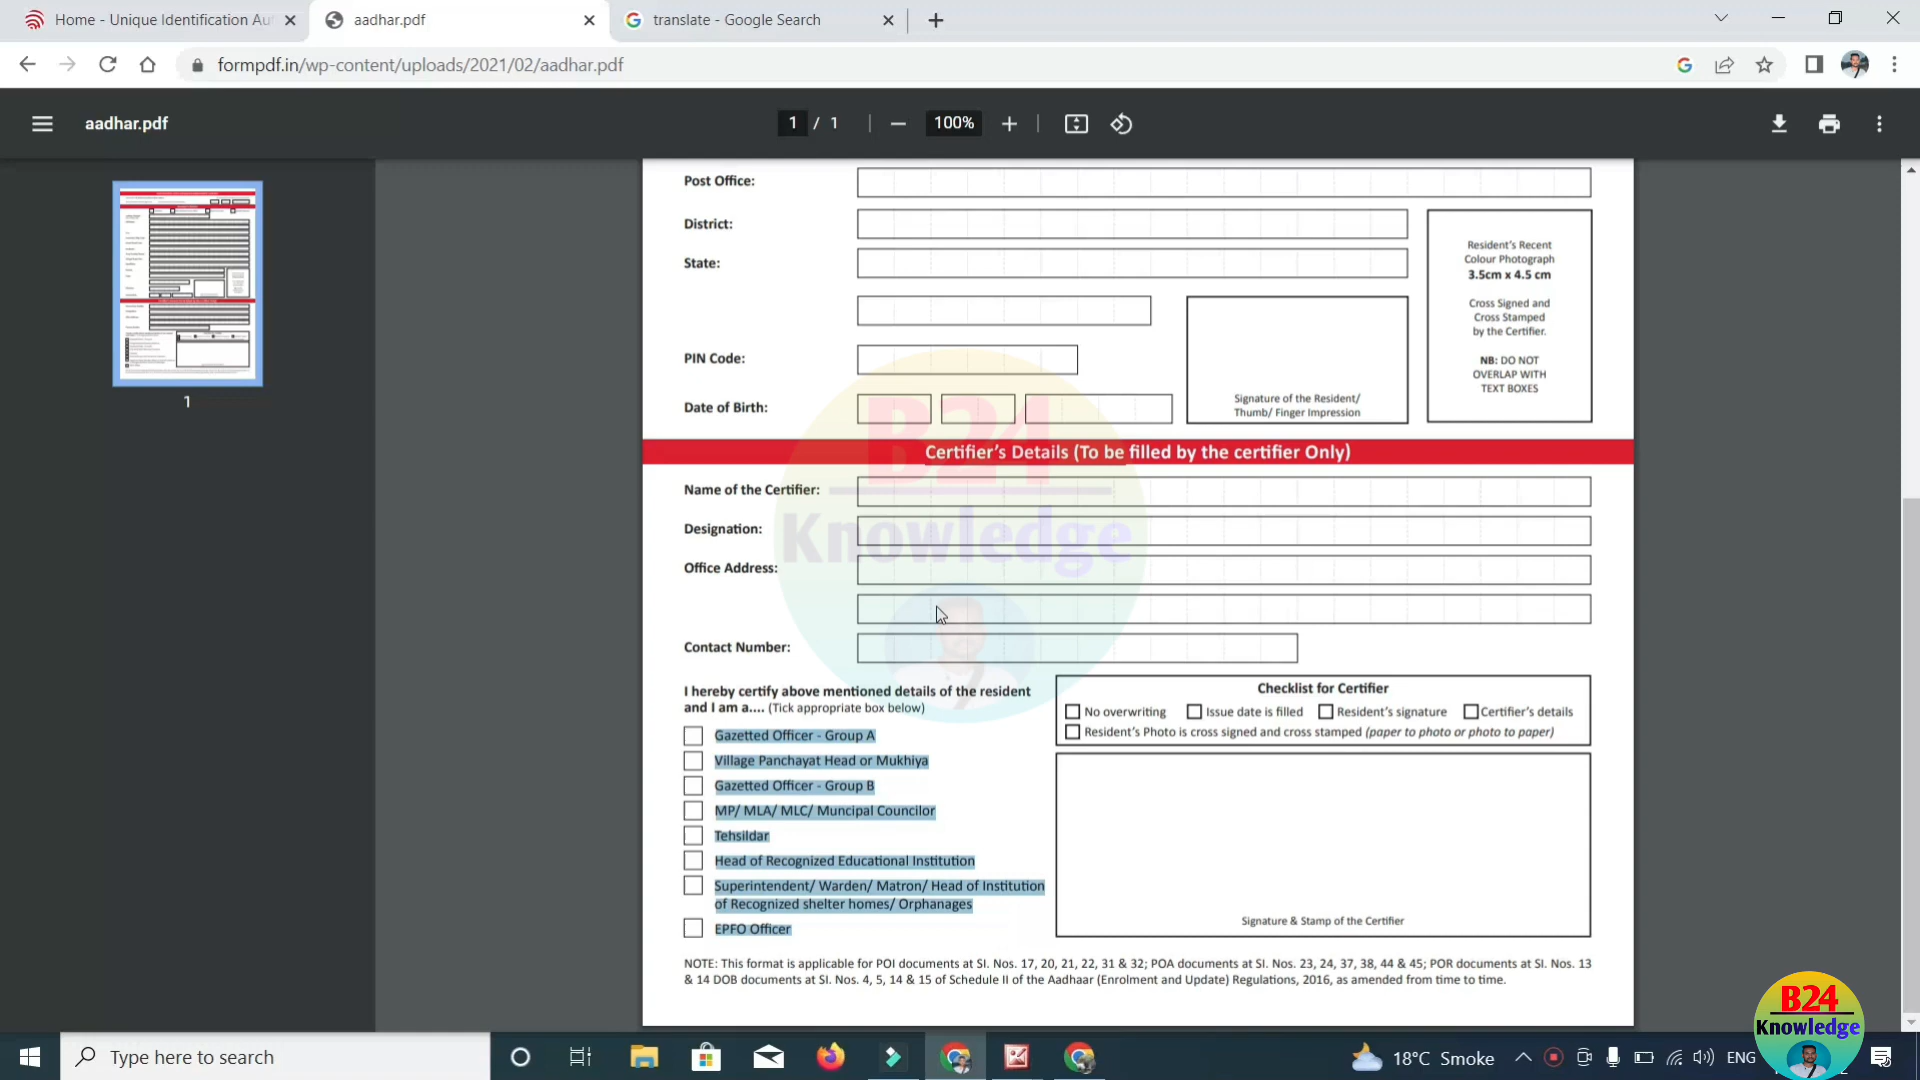 Home - Unique Identification Au
aadhar.pdf
translate - Google Search
formpdf.in/wp-content/uploads/2021/02/aadhar.pdf
aadhar.pdf
1 / 1
100%
1
Post Office:
District:
State:
PIN Code:
Date of Birth:
Signature of the Resident/
Thumb/ Finger Impression
Resident's Recent
Colour Photograph
3.5cm x 4.5 cm
Cross Signed and
Cross Stamped
by the Certifier.
NB: DO NOT
OVERLAP WITH
TEXT BOXES
Certifier's Details (To be filled by the certifier Only)
Name of the Certifier:
Designation:
Office Address:
Contact Number:
B24
Knowledge
I hereby certify above mentioned details of the resident
and I am a.... (Tick appropriate box below)
Gazetted Officer - Group A
Village Panchayat Head or Mukhiya
Gazetted Officer - Group B
MP/ MLA/ MLC/ Muncipal Councilor
Tehsildar
Head of Recognized Educational Institution
Superintendent/ Warden/ Matron/ Head of Institution
of Recognized shelter homes/ Orphanages
EPFO Officer
Checklist for Certifier
No overwriting Issue date is filled Resident's signature Certifier's details
Resident's Photo is cross signed and cross stamped (paper to photo or photo to paper)
Signature & Stamp of the Certifier
NOTE: This format is applicable for POI documents at SI. Nos. 17, 20, 21, 22, 31 & 32; POA documents at SI. Nos. 23, 24, 37, 38, 44 & 45; POR documents at SI. Nos. 13
& 14 DOB documents at SI. Nos. 4, 5, 14 & 15 of Schedule II of the Aadhaar (Enrolment and Update) Regulations, 2016, as amended from time to time.
B24
Knowledge
Type here to search
18°C Smoke
ENG